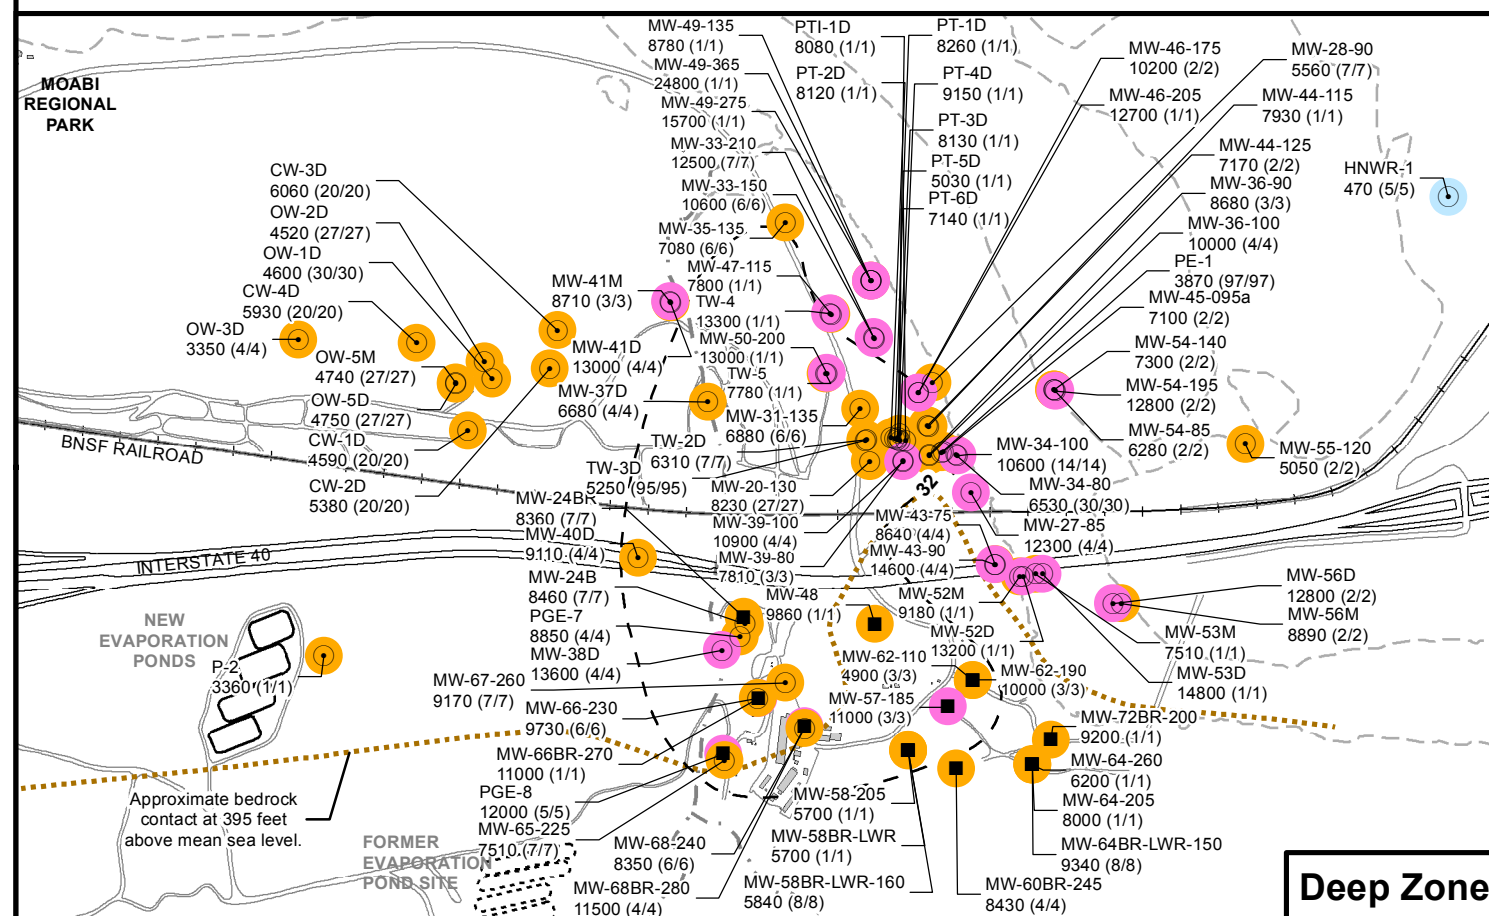 MOABI
REGIONAL
PARK
MW-49-135
8780 (1/1)
MW-49-365
24800 (1/1)
MW-49-275
15700 (1/1)
MW-33-210
12500 (7/7)
MW-33-150
10600 (6/6)
MW-35-135
7080 (6/6)
MW-47-115
7800 (1/1)
TW-4
13300 (1/1)
MW-50-200
13000 (1/1)
TW-5
7780 (1/1)
MW-31-135
6880 (6/6)
TW-2D
6310 (7/7)
TW-3D
5250 (95/95)
MW-20-130
8230 (27/27)
MW-39-100
10900 (4/4)
MW-39-80
7810 (3/3)
PTI-1D
8080 (1/1)
PT-2D
8120 (1/1)
PT-1D
8260 (1/1)
PT-4D
9150 (1/1)
PT-3D
8130 (1/1)
PT-5D
5030 (1/1)
PT-6D
7140 (1/1)
MW-46-175
10200 (2/2)
MW-46-205
12700 (1/1)
MW-28-90
5560 (7/7)
MW-44-115
7930 (1/1)
MW-44-125
7170 (2/2)
MW-36-90
8680 (3/3)
MW-36-100
10000 (4/4)
PE-1
3870 (97/97)
MW-45-095a
7100 (2/2)
MW-54-140
7300 (2/2)
MW-54-195
12800 (2/2)
MW-54-85
6280 (2/2)
HNWR-1
470 (5/5)
MW-55-120
5050 (2/2)
CW-3D
6060 (20/20)
OW-2D
4520 (27/27)
OW-1D
4600 (30/30)
CW-4D
5930 (20/20)
OW-3D
3350 (4/4)
OW-5M
4740 (27/27)
OW-5D
4750 (27/27)
CW-1D
4590 (20/20)
CW-2D
5380 (20/20)
MW-41M
8710 (3/3)
MW-41D
13000 (4/4)
MW-37D
6680 (4/4)
BNSF RAILROAD
INTERSTATE 40
32
MW-34-100
10600 (14/14)
MW-34-80
6530 (30/30)
MW-27-85
12300 (4/4)
MW-43-75
8640 (4/4)
MW-43-90
14600 (4/4)
MW-52M
9180 (1/1)
MW-52D
13200 (1/1)
MW-24BR
8360 (7/7)
MW-40D
9110 (4/4)
MW-24B
8460 (7/7)
PGE-7
8850 (4/4)
MW-38D
13600 (4/4)
MW-48
9860 (1/1)
MW-56D
12800 (2/2)
MW-56M
8890 (2/2)
MW-53M
7510 (1/1)
MW-53D
14800 (1/1)
NEW
EVAPORATION
PONDS
P-2
3360 (1/1)
MW-67-260
9170 (7/7)
MW-66-230
9730 (6/6)
MW-66BR-270
11000 (1/1)
PGE-8
12000 (5/5)
MW-65-225
7510 (7/7)
MW-62-110
4900 (3/3)
MW-62-190
10000 (3/3)
MW-57-185
11000 (3/3)
MW-72BR-200
9200 (1/1)
MW-64-260
6200 (1/1)
MW-64-205
8000 (1/1)
MW-64BR-LWR-150
9340 (8/8)
MW-58-205
5700 (1/1)
MW-58BR-LWR
5700 (1/1)
MW-58BR-LWR-160
5840 (8/8)
MW-60BR-245
8430 (4/4)
MW-68-240
8350 (6/6)
MW-68BR-280
11500 (4/4)
Approximate bedrock
contact at 395 feet
above mean sea level.
FORMER
EVAPORATION
POND SITE
Deep Zone